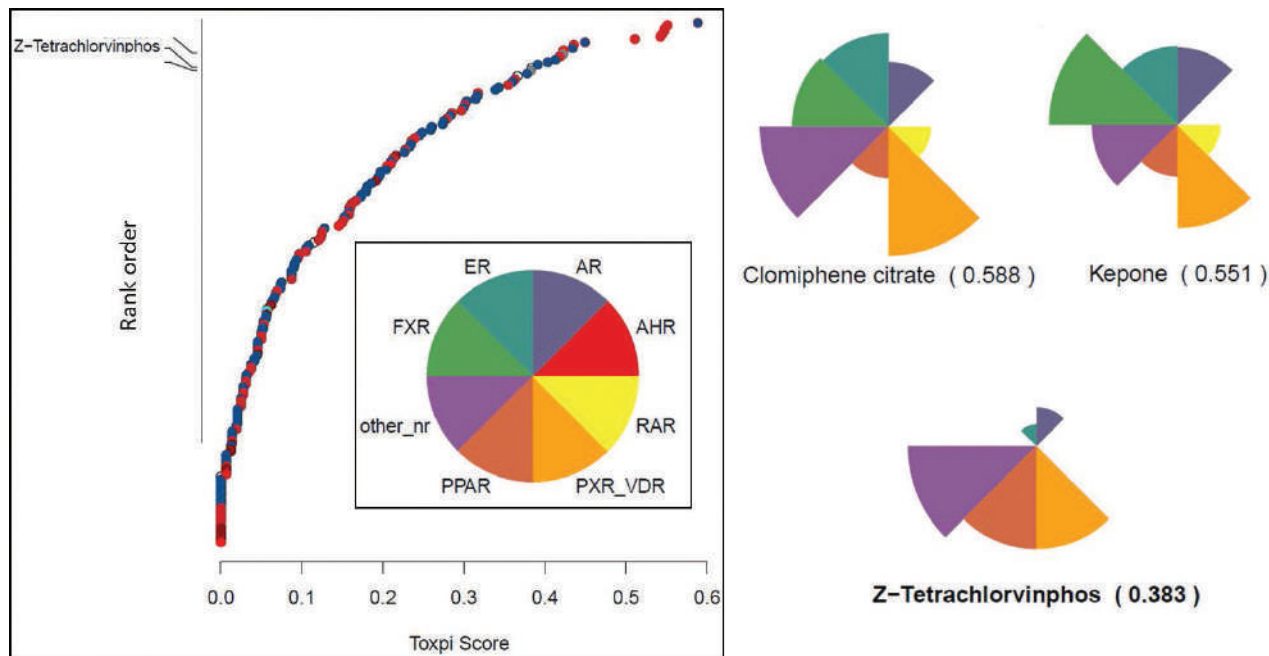 Z−Tetrachlorvinphos
Rank order
ER
AR
FXR
AHR
other_nr
RAR
PPAR
PXR_VDR
0.0
0.1
0.2
0.3
0.4
0.5
0.6
Toxpi Score
Clomiphene citrate ( 0.588 )
Kepone ( 0.551 )
Z−Tetrachlorvinphos ( 0.383 )